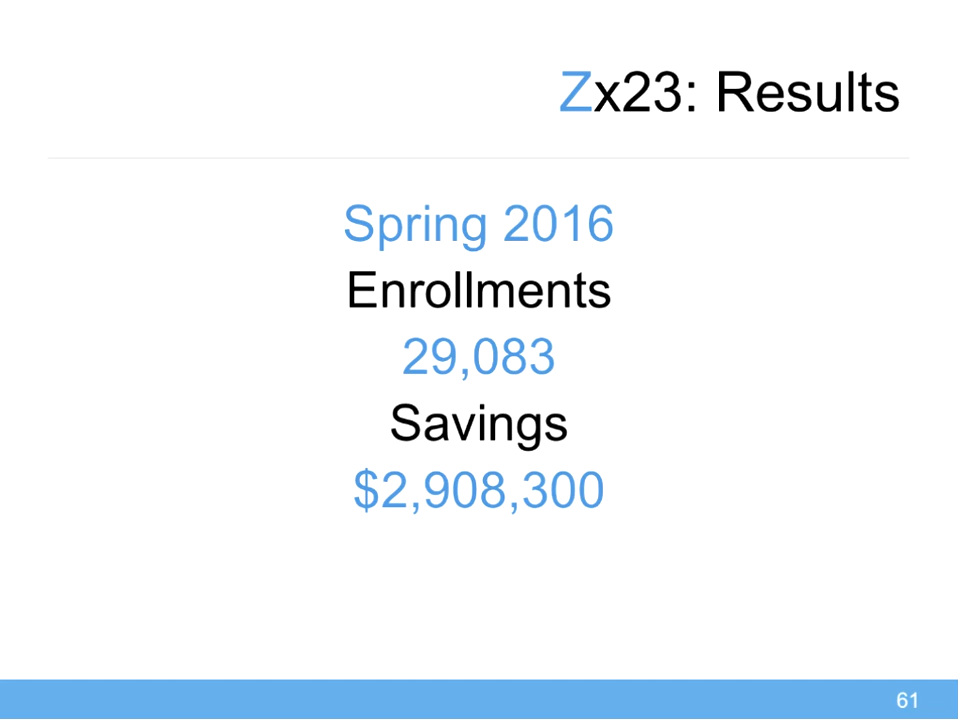 Zx23: Results
Spring 2016
Enrollments
29,083
Savings
$2,908,300
61